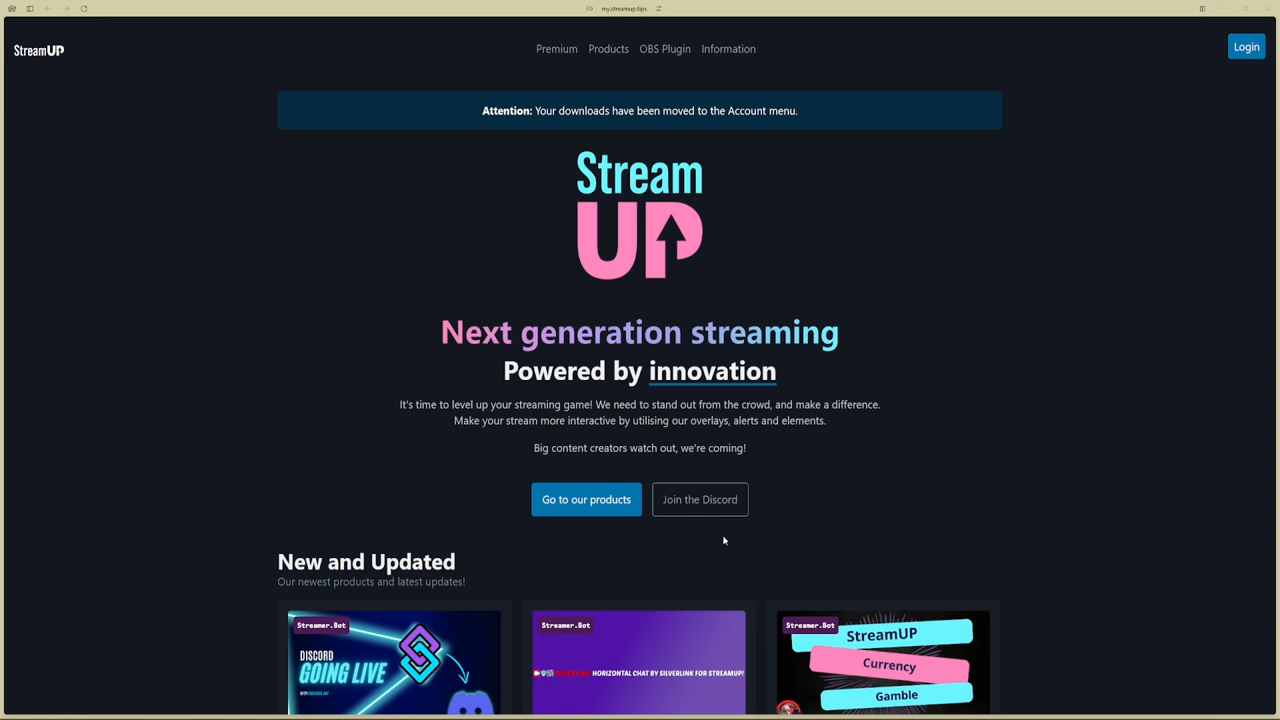 my.streamup.tips
StreamUP
Premium
Products
OBS Plugin
Information
Login
Attention: Your downloads have been moved to the Account menu.
Stream
UP
Next generation streaming
Powered by innovation
It's time to level up your streaming game! We need to stand out from the crowd, and make a difference.
Make your stream more interactive by utilising our overlays, alerts and elements.
Big content creators watch out, we're coming!
Go to our products
Join the Discord
New and Updated
Our newest products and latest updates!
Streamer.Bot
DISCORD
GOING LIVE
Streamer.Bot
HORIZONTAL CHAT BY SILVERLINK FOR STREAMUP!
Streamer.Bot
StreamUP
Currency
Gamble